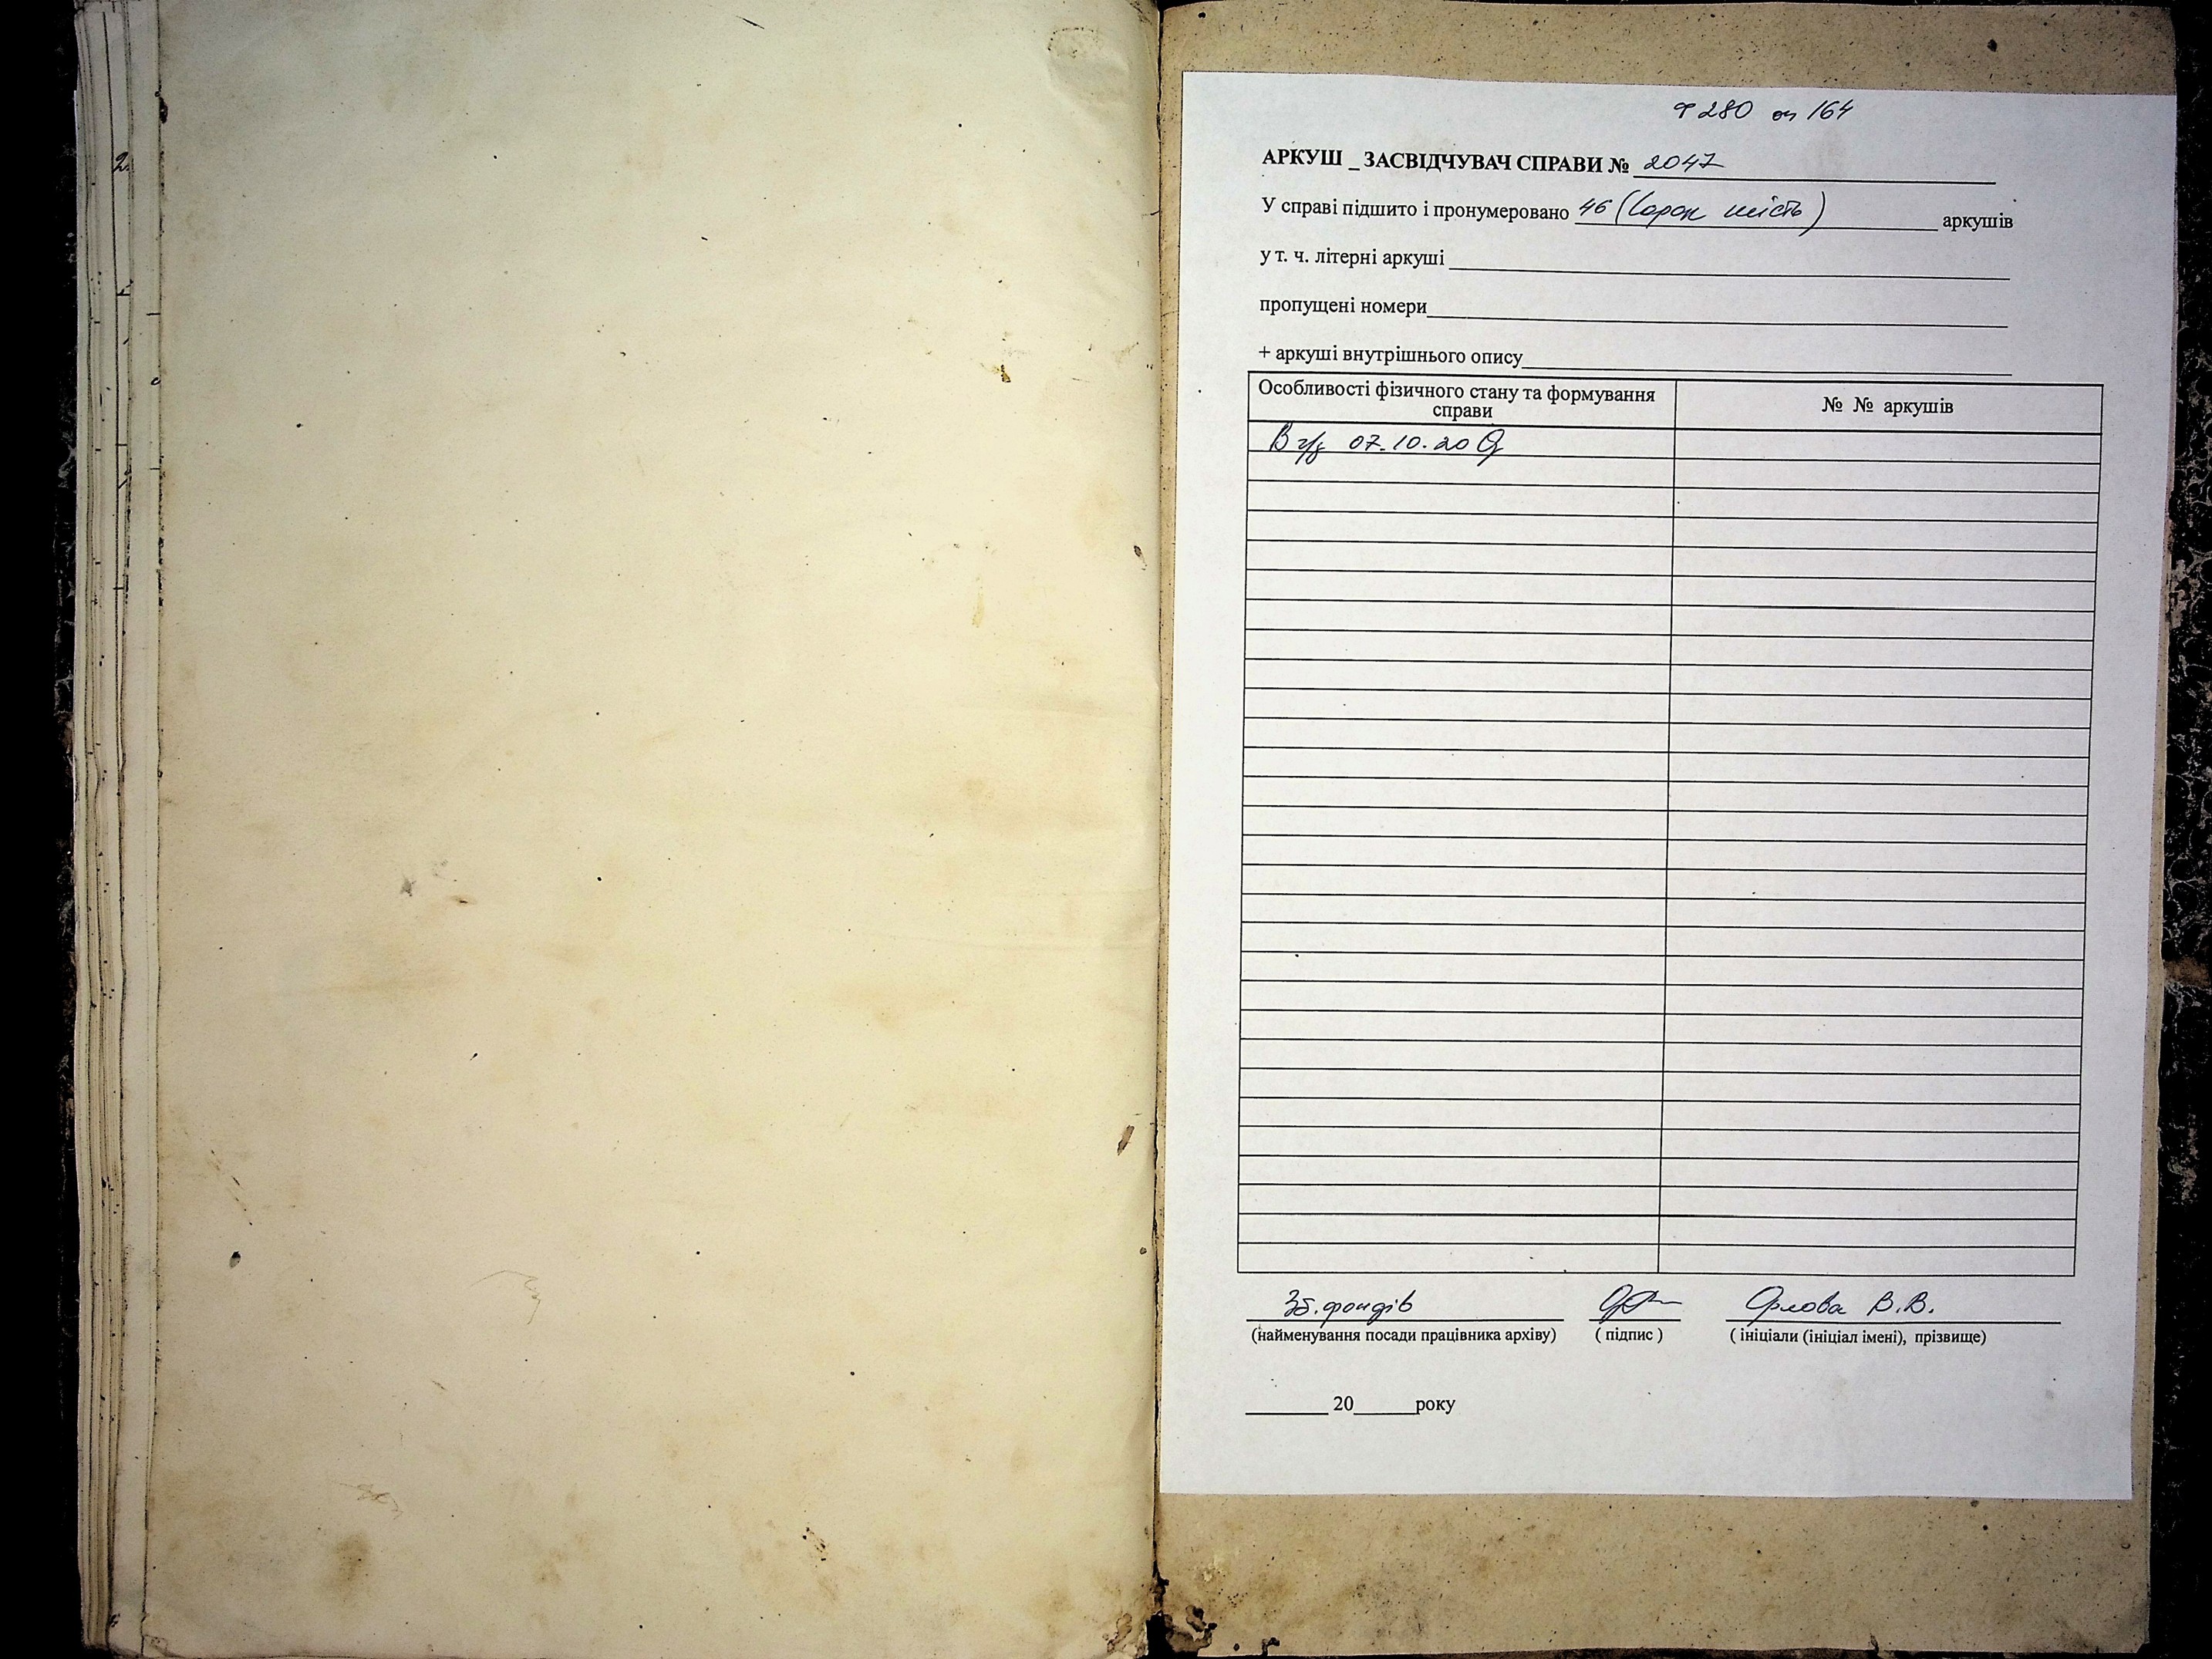 Ф 280 оп 164
АРКУШ _ ЗАСВІДЧУВАЧ СПРАВИ № 2047
У справі підшито і пронумеровано 46 (сорок шість) аркушів
у т. ч. літерні аркуші
пропущені номери
+ аркуші внутрішнього опису
Особливості фізичного стану та формування справи
№ № аркушів
В 07.10.20
Зб. фондів
Орлова В.В.
(найменування посади працівника архіву) ( підпис ) ( ініціали (ініціал імені), прізвище)
20 року